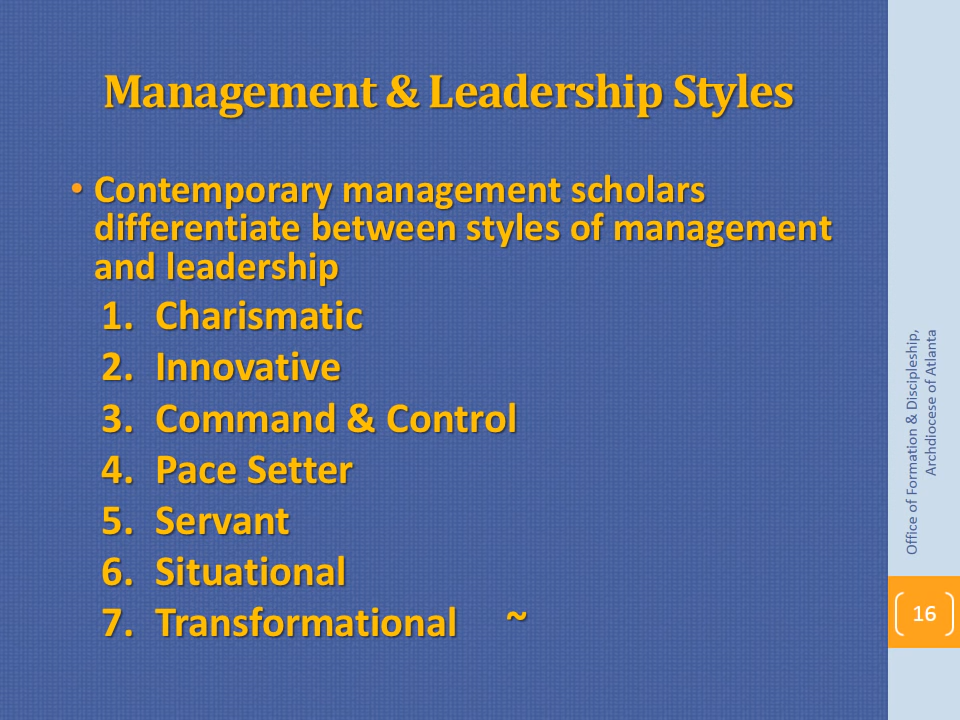 Management & Leadership Styles
• Contemporary management scholars
differentiate between styles of management
and leadership
1. Charismatic
2. Innovative
3. Command & Control
4. Pace Setter
5. Servant
6. Situational
7. Transformational ~
Office of Formation & Discipleship,
Archdiocese of Atlanta
16